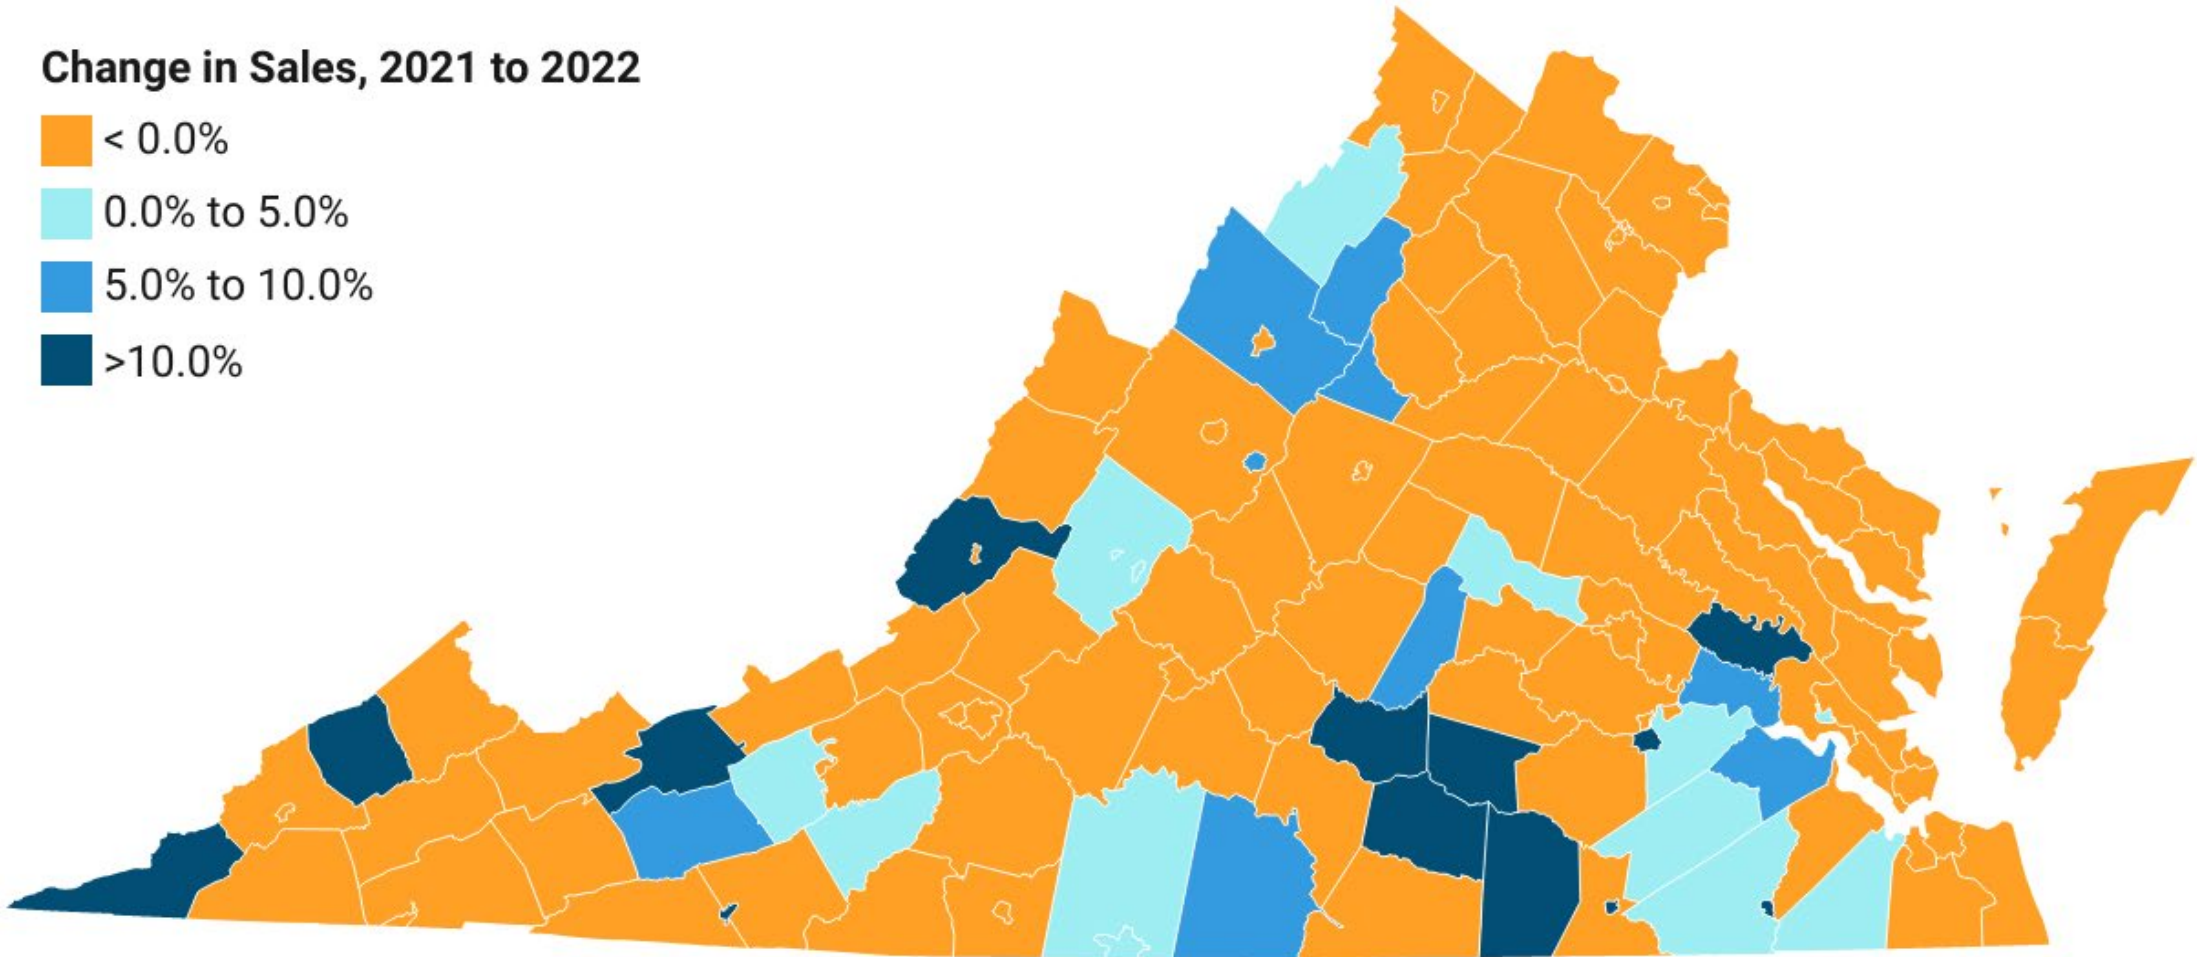 Change in Sales, 2021 to 2022
< 0.0%
0.0% to 5.0%
5.0% to 10.0%
>10.0%